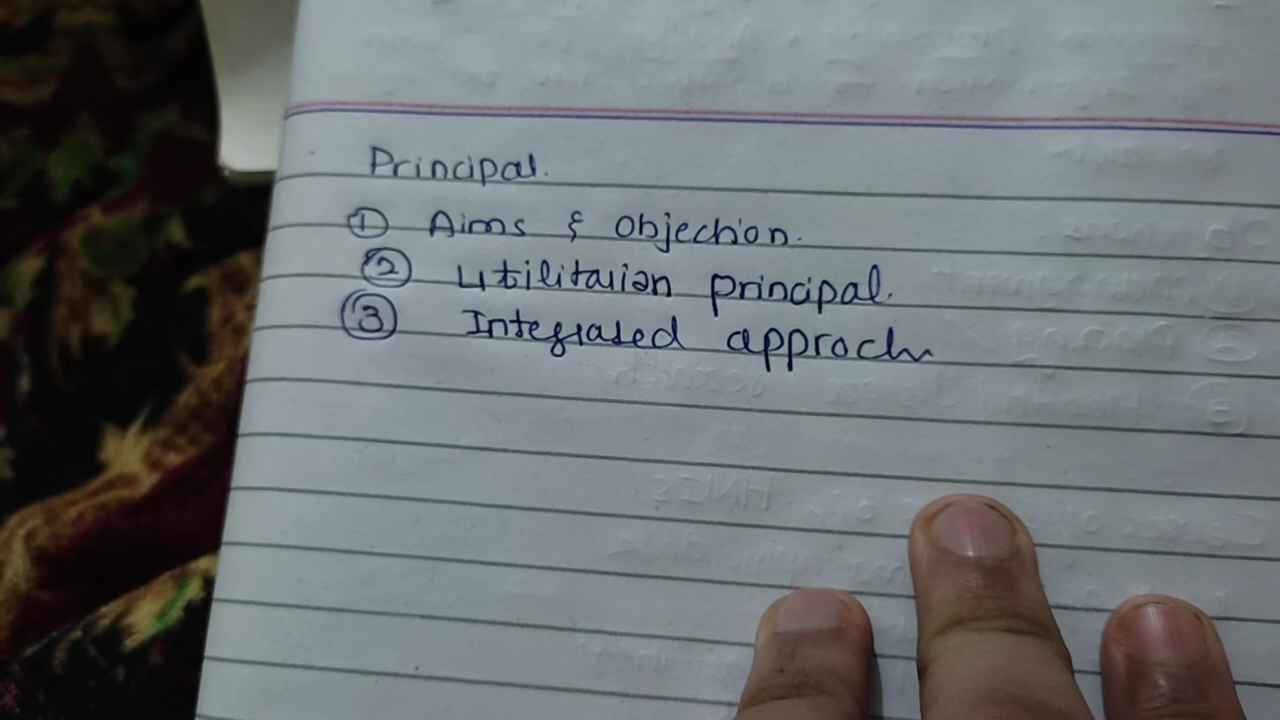 Principal.
① Aims & Objection.
② Utilitarian principal.
③ Integrated approch